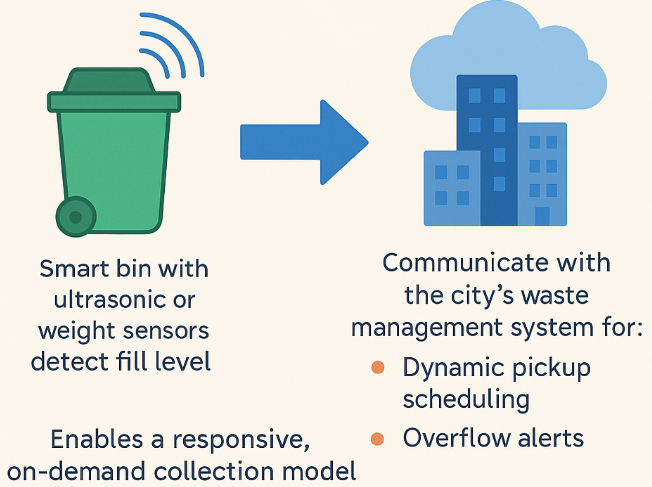 Smart bin with
ultrasonic or
weight sensors
detect fill level
Communicate with
the city's waste
management system for:
• Dynamic pickup
scheduling
• Overflow alerts
Enables a responsive,
on-demand collection model